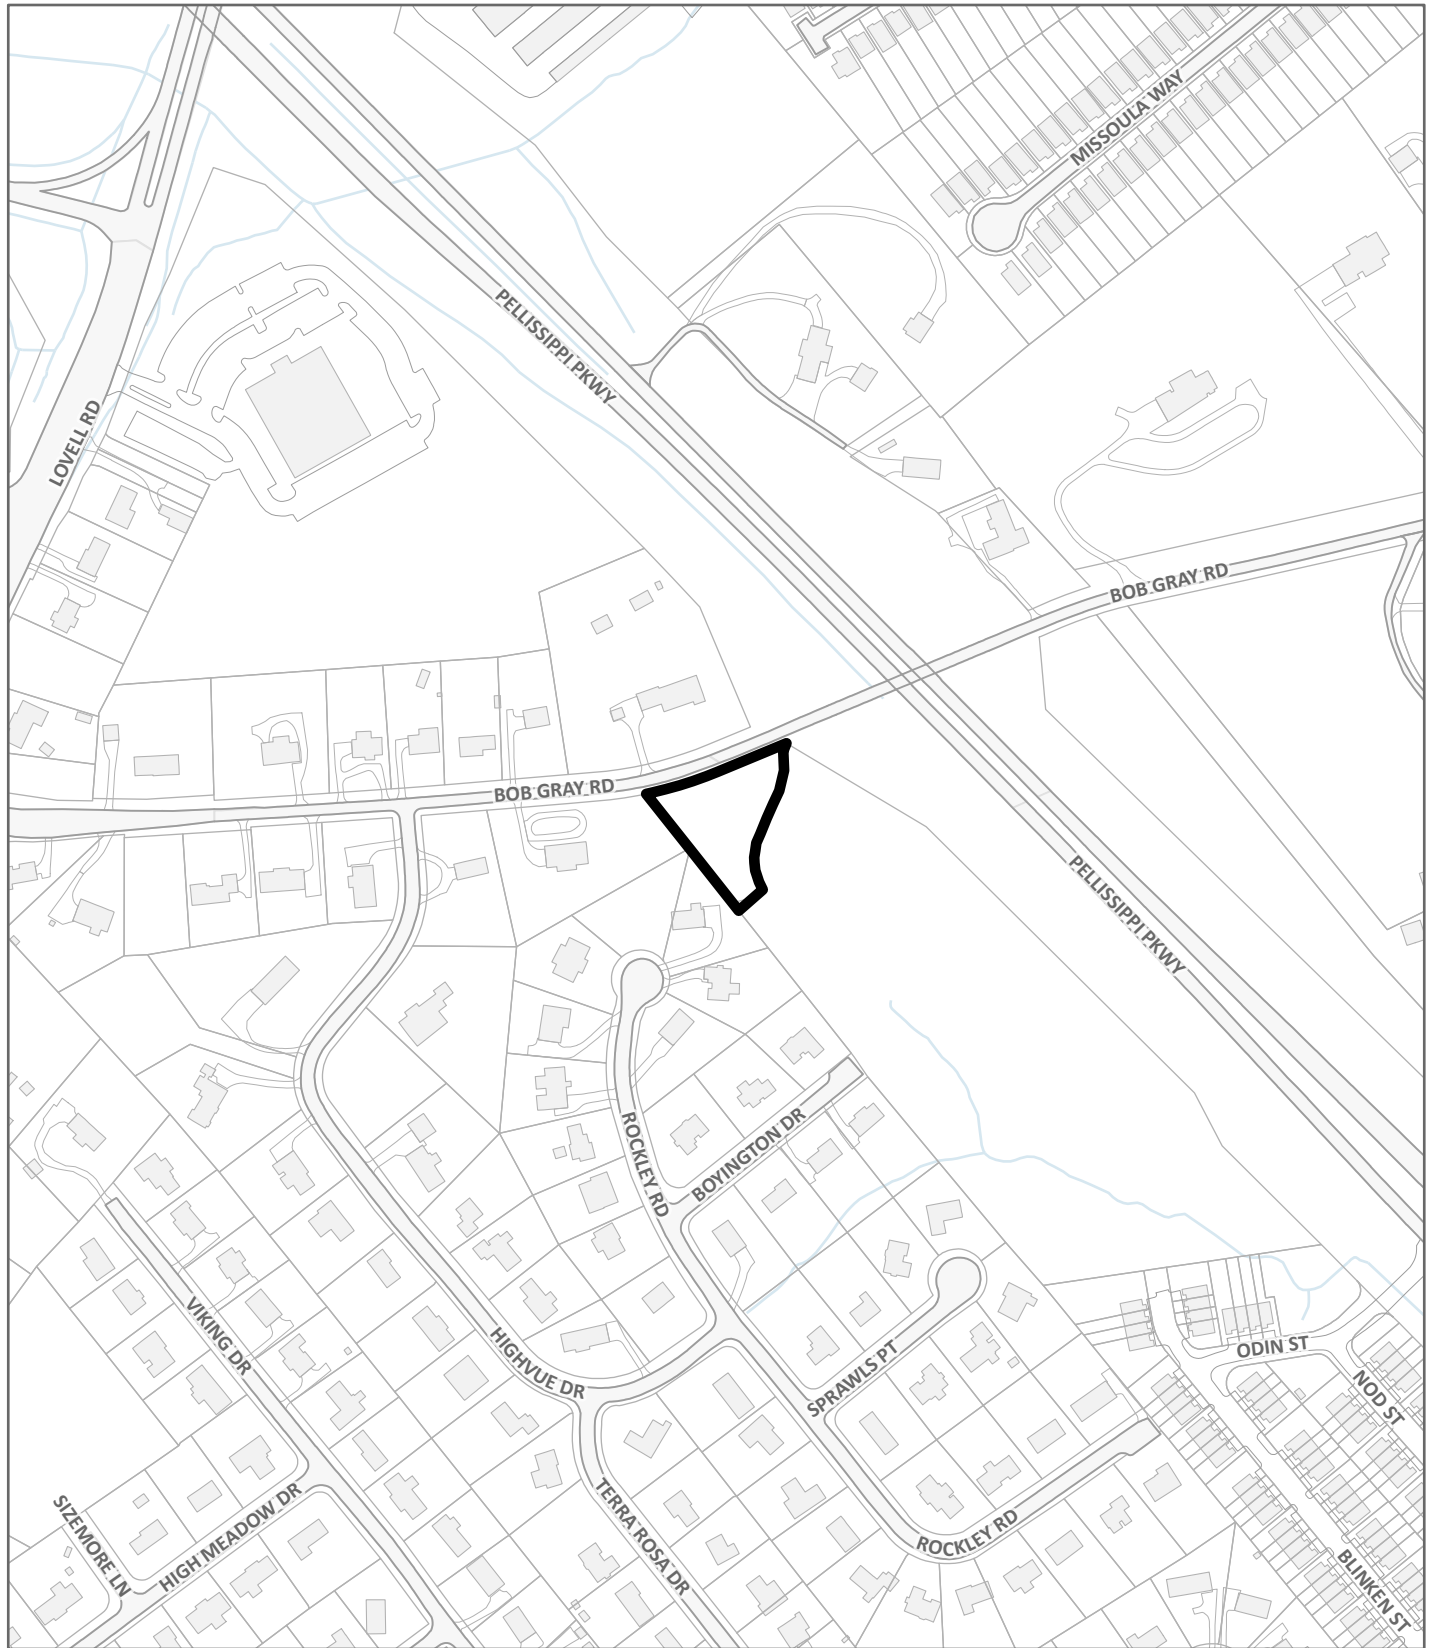 MISSOULA WAY
PELLISSIPPI PKWY
LOVELL RD
BOB GRAY RD
BOB GRAY RD
PELLISSIPPI PKWY
ROCKLEY RD
BOYINGTON DR
VIKING DR
HIGHVUE DR
SPRAWLS PT
ODIN ST
NOD ST
SIZEMORE LN
HIGH MEADOW DR
TERRA ROSA DR
ROCKLEY RD
BLINKEN ST